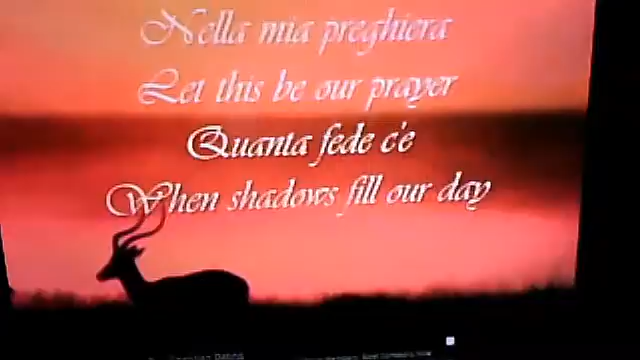 Nella mia preghiera
Let this be our prayer
Quanta fede c'è
When shadows fill our day